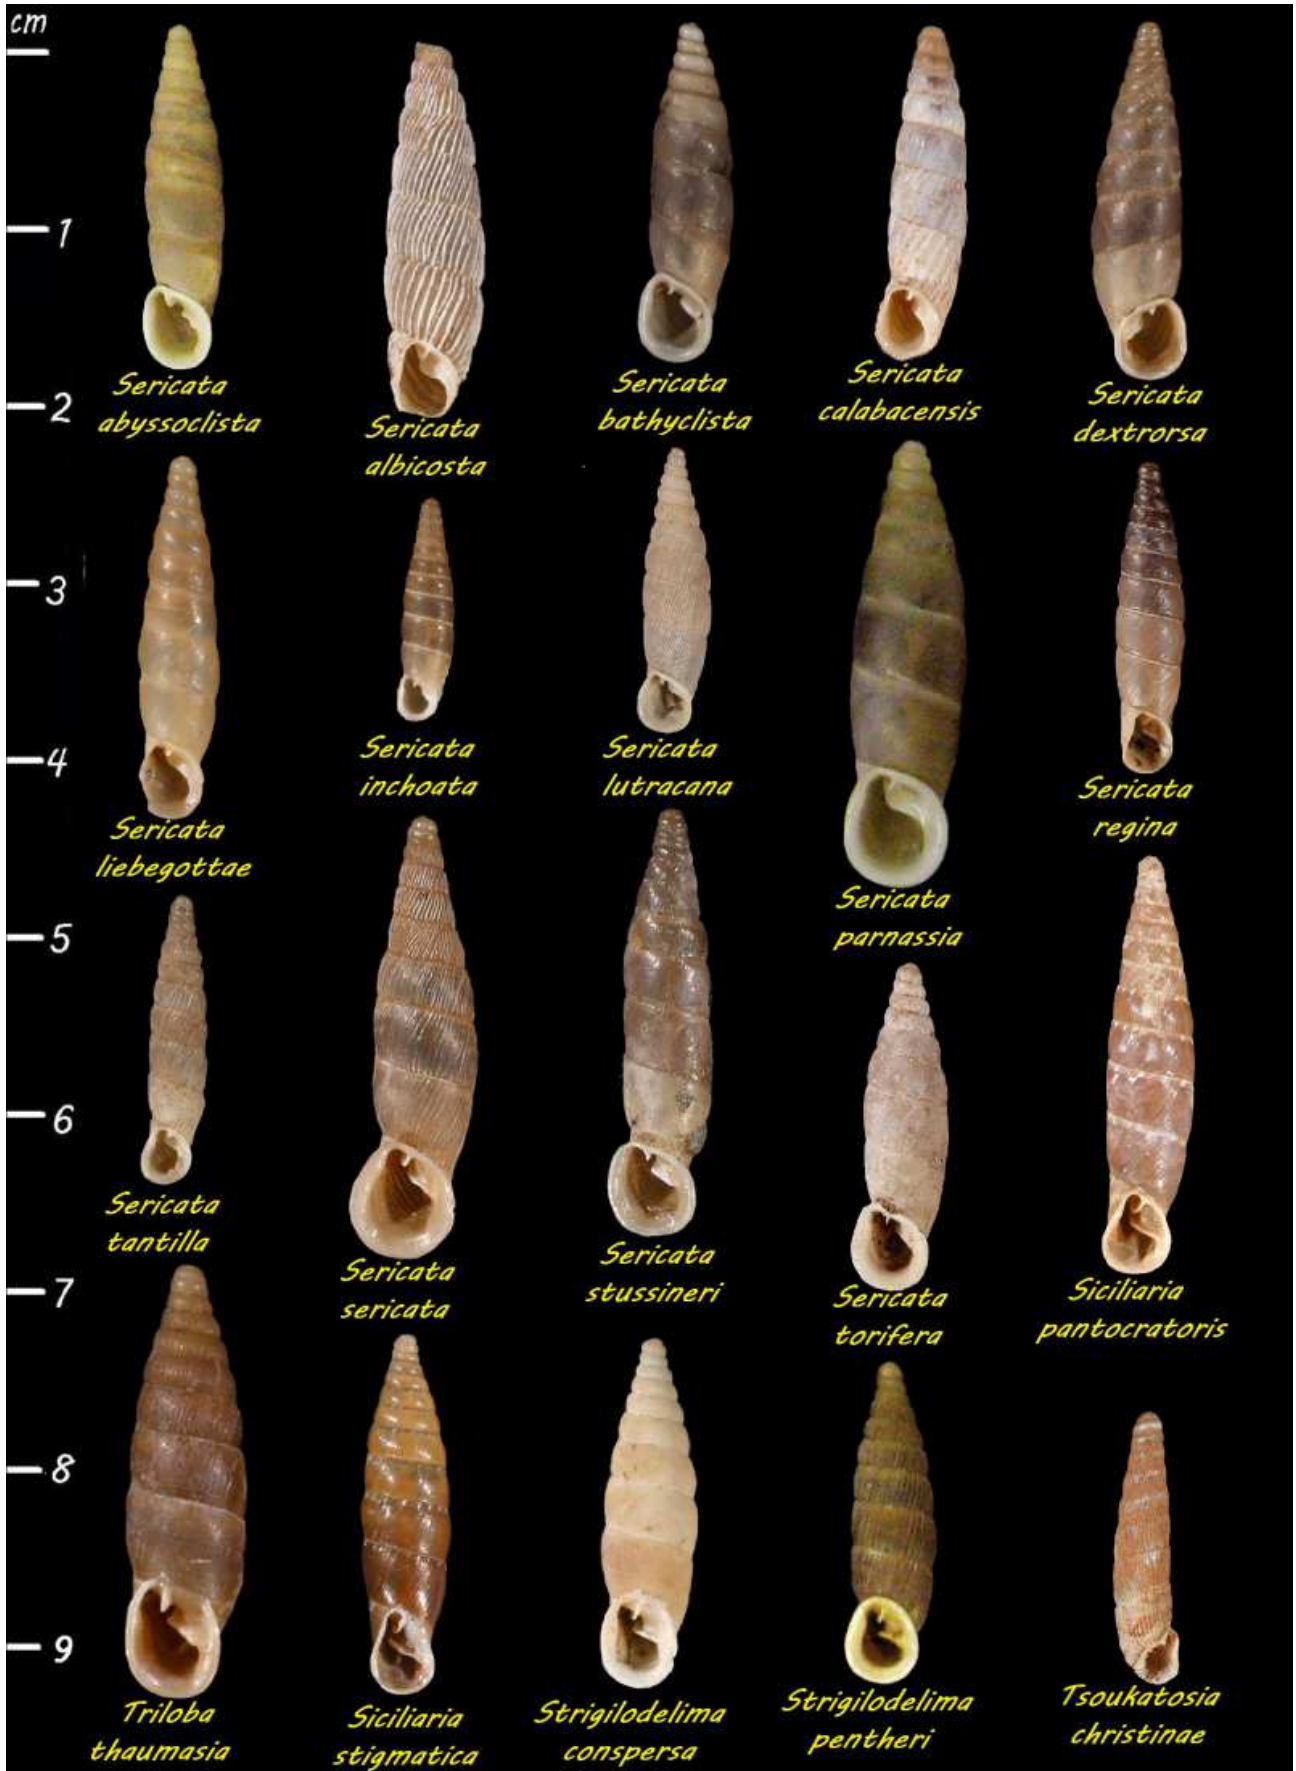 cm
1
2
3
4
5
6
7
8
9
Sericata
abyssoclista
Sericata
albicosta
Sericata
bathyclista
Sericata
calabacensis
Sericata
dextrorsa
Sericata
liebegottae
Sericata
inchoata
Sericata
lutracana
Sericata
parnassia
Sericata
regina
Sericata
tantilla
Sericata
sericata
Sericata
stussineri
Sericata
torifera
Siciliaria
pantocratoris
Triloba
thaumasia
Siciliaria
stigmatica
Strigilodelima
conspersa
Strigilodelima
pentheri
Tsoukatosia
christinae